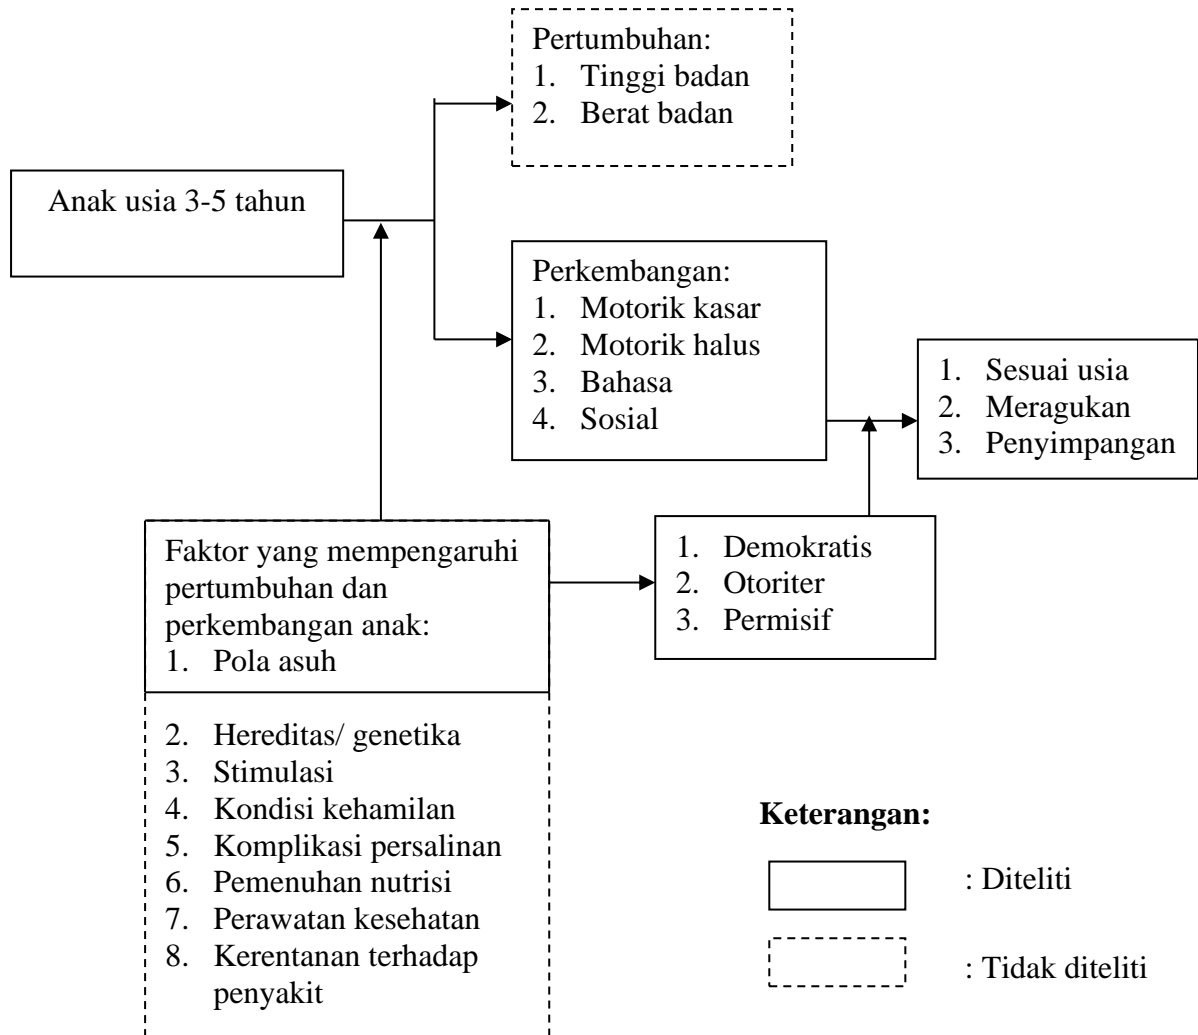 Pertumbuhan:
1. Tinggi badan
2. Berat badan
Anak usia 3-5 tahun
Perkembangan:
1. Motorik kasar
2. Motorik halus
3. Bahasa
4. Sosial
1. Sesuai usia
2. Meragukan
3. Penyimpangan
Faktor yang mempengaruhi
pertumbuhan dan
perkembangan anak:
1. Pola asuh
1. Demokratis
2. Otoriter
3. Permisif
2. Hereditas/ genetika
3. Stimulasi
4. Kondisi kehamilan
5. Komplikasi persalinan
6. Pemenuhan nutrisi
7. Perawatan kesehatan
8. Kerentanan terhadap
penyakit
Keterangan:
: Diteliti
: Tidak diteliti